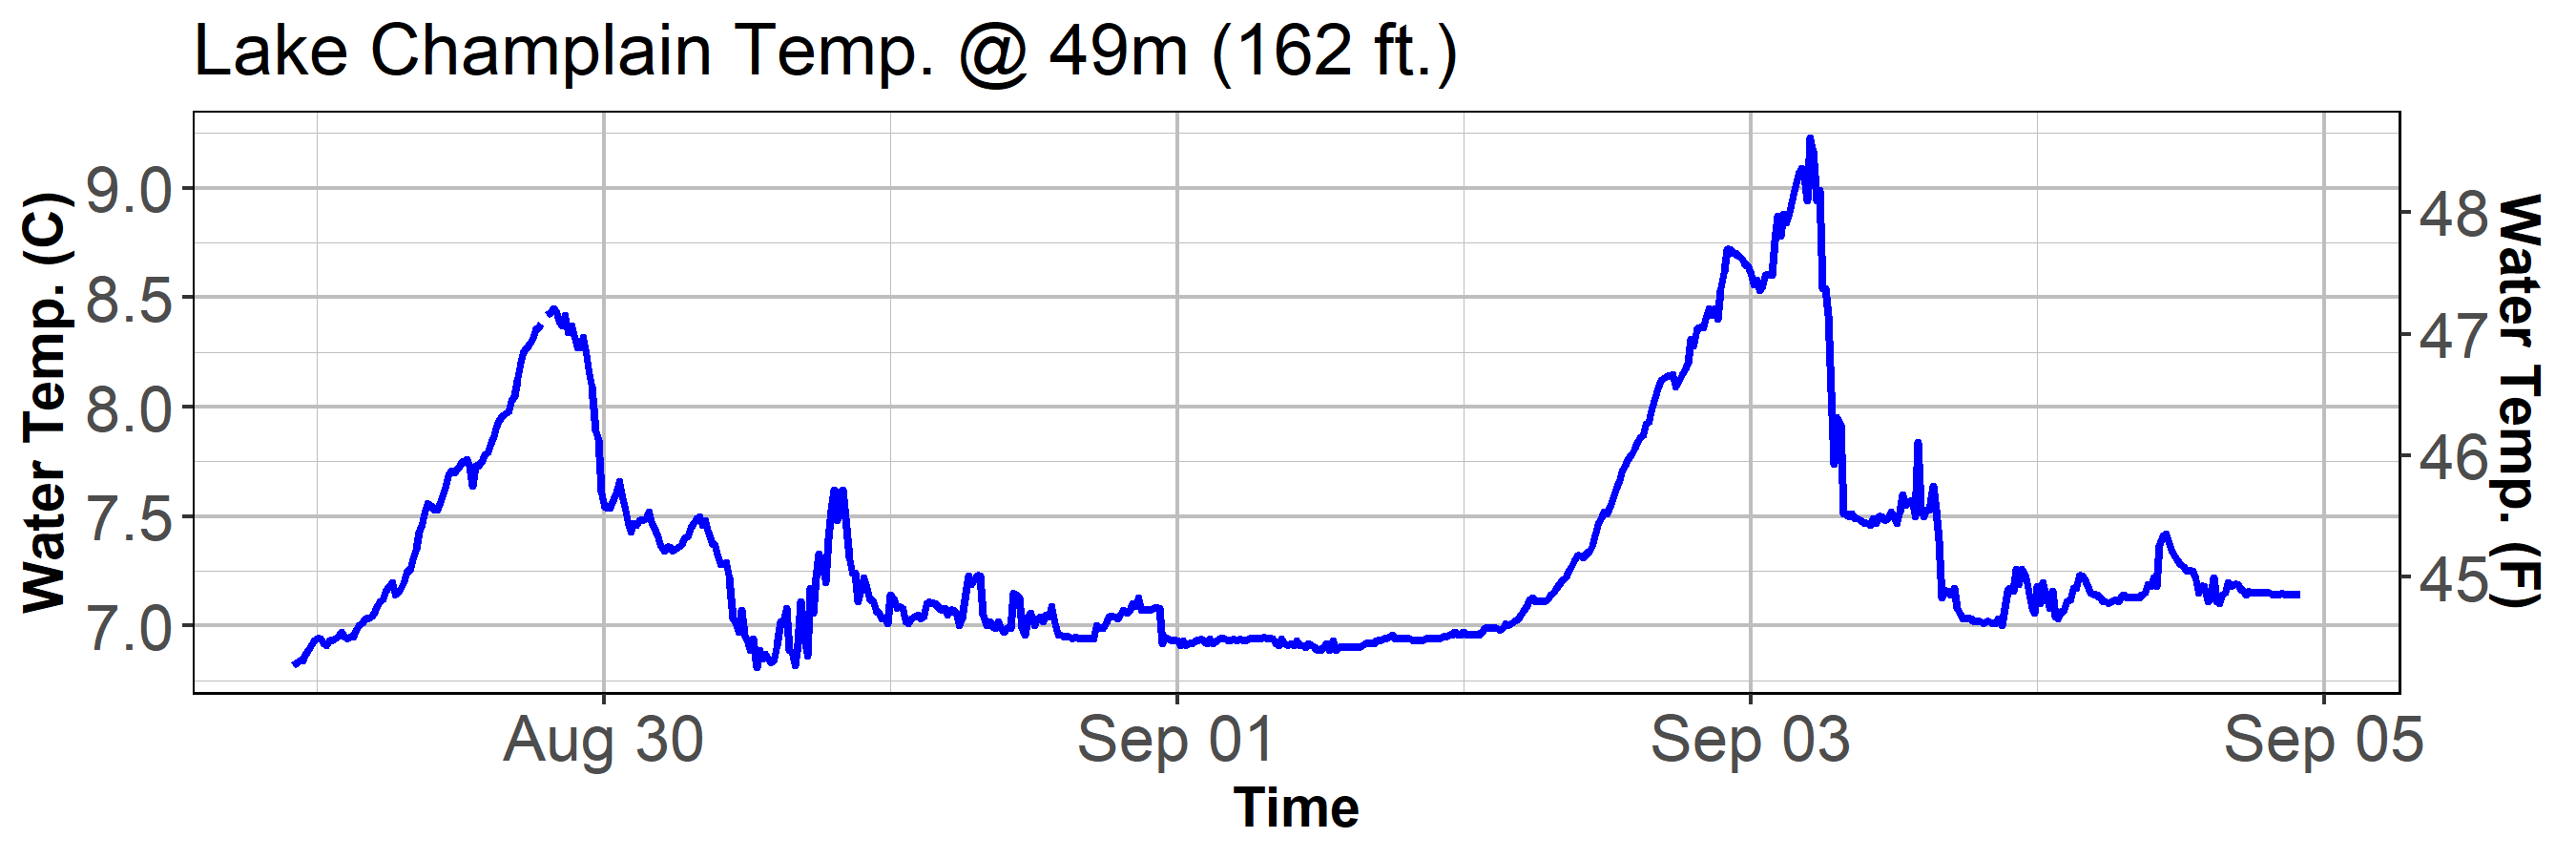 Lake Champlain Temp. @ 49m (162 ft.)
Water Temp. (C)
9.0
8.5
8.0
7.5
7.0
48
47
46
45
Water Temp. (F)
Aug 30
Sep 01
Sep 03
Sep 05
Time